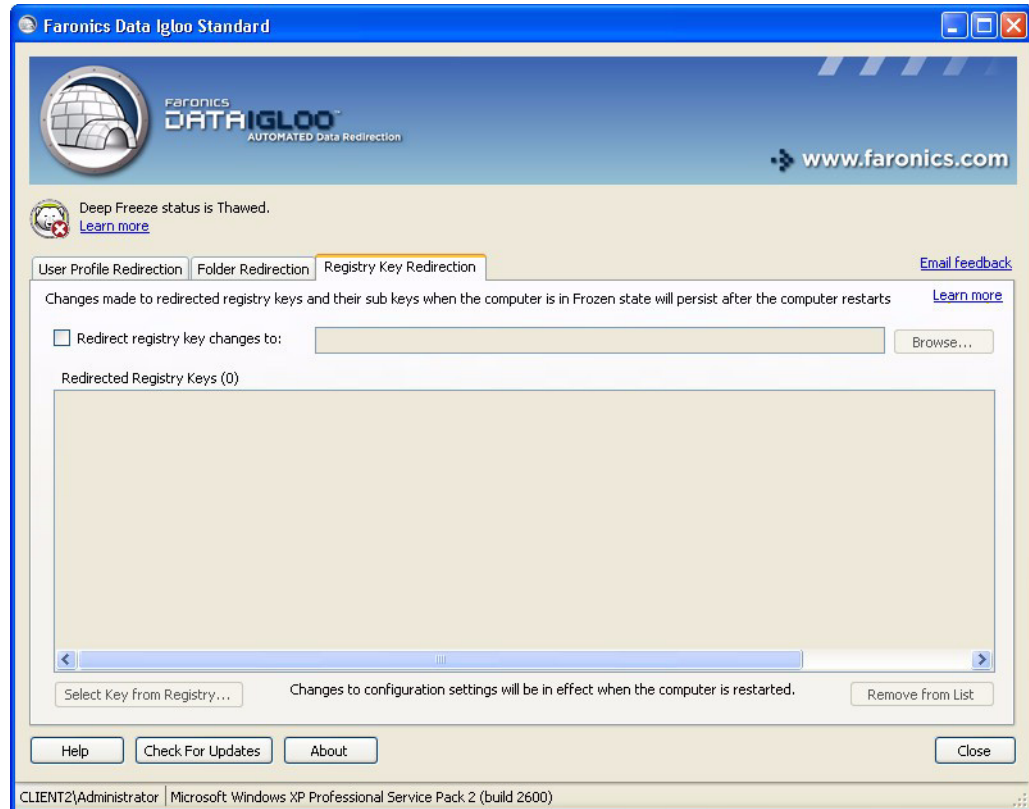 Faronics Data Igloo Standard
Faronics
DATAIGLOO™
AUTOMATED Data Redirection
www.faronics.com
Deep Freeze status is Thawed.
Learn more
User Profile Redirection Folder Redirection Registry Key Redirection Email feedback
Changes made to redirected registry keys and their sub keys when the computer is in Frozen state will persist after the computer restarts Learn more
Redirect registry key changes to: Browse...
Redirected Registry Keys (0)
Select Key from Registry... Changes to configuration settings will be in effect when the computer is restarted. Remove from List
Help Check For Updates About Close
CLIENT2\Administrator Microsoft Windows XP Professional Service Pack 2 (build 2600)